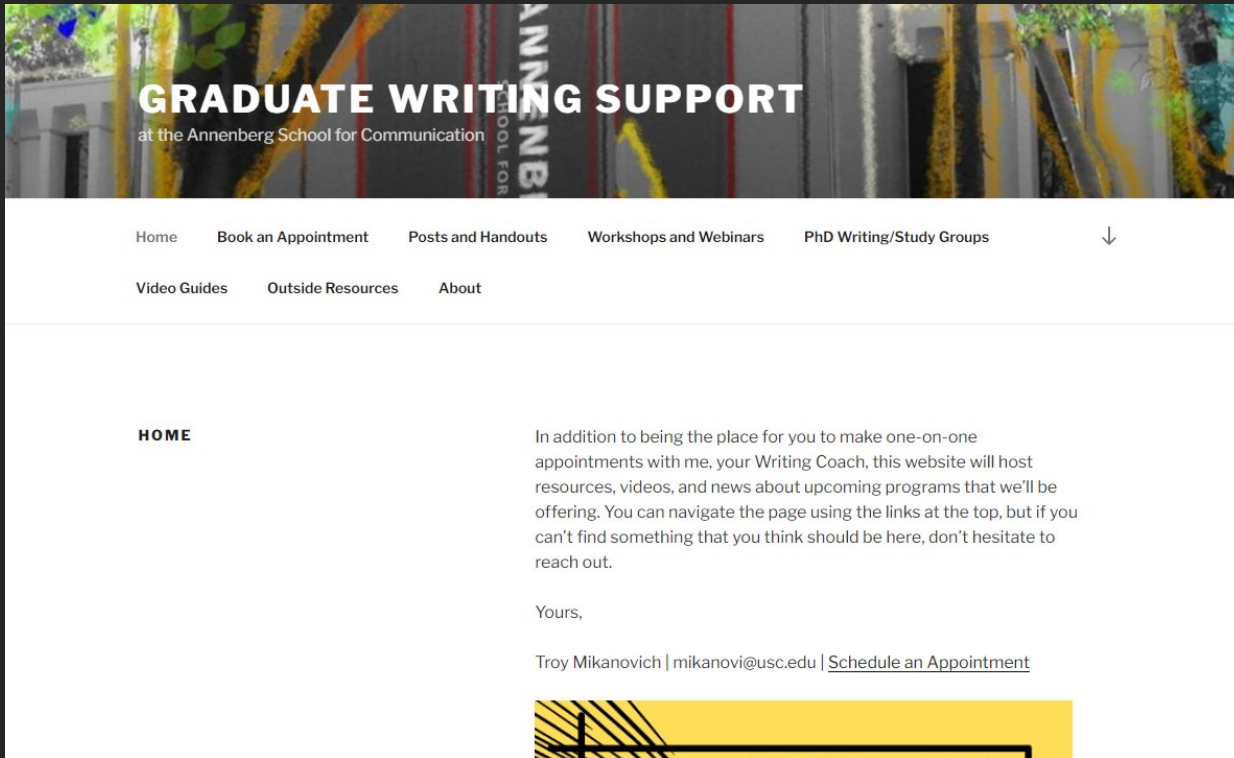 GRADUATE WRITING SUPPORT
at the Annenberg School for Communication
ANNENB
SCHOOL FOR
Home Book an Appointment Posts and Handouts Workshops and Webinars PhD Writing/Study Groups
Video Guides Outside Resources About
HOME
In addition to being the place for you to make one-on-one
appointments with me, your Writing Coach, this website will host
resources, videos, and news about upcoming programs that we'll be
offering. You can navigate the page using the links at the top, but if you
can't find something that you think should be here, don't hesitate to
reach out.
Yours,
Troy Mikanovich | mikanovi@usc.edu | Schedule an Appointment